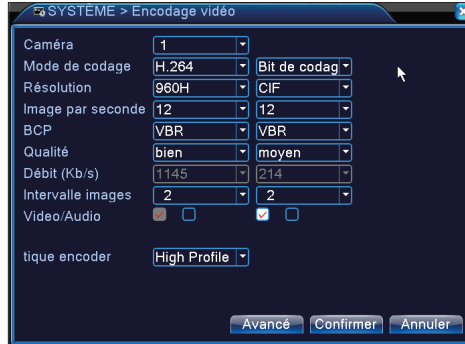 SYSTÈME > Encodage vidéo
Caméra 1
Mode de codage H.264 Bit de codag
Résolution 960H CIF
Image par seconde 12 12
BCP VBR VBR
Qualité bien moyen
Débit (Kb/s) 1145 214
Intervalle images 2 2
Video/Audio
tique encoder High Profile
Avancé Confirmer Annuler